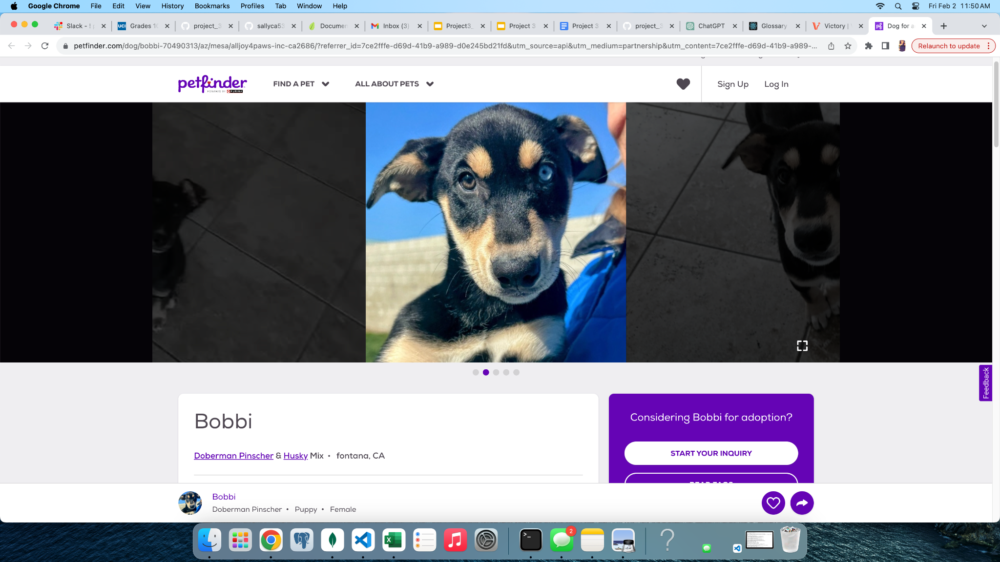 Google Chrome File Edit View History Bookmarks Profiles Tab Window Help Fri Feb 2 11:50 AM
Slack - ! UCI Grades 10 project_3 sallyca53 Documen Inbox (3) Project3_ Project 3 Project 3 project_3 ChatGPT Glossary Victory | Dog for a
petfinder.com/dog/bobbi-70490313/az/mesa/alljoy4paws-inc-ca2686/?referrer_id=7ce2fffe-d69d-41b9-a989-d0e245bd21fd&utm_source=api&utm_medium=partnership&utm_content=7ce2fffe-d69d-41b9-a989-... Relaunch to update
petfinder FIND A PET ALL ABOUT PETS Sign Up Log In
POWERED BY PURINA
Feedback
Bobbi
Considering Bobbi for adoption?
START YOUR INQUIRY
Doberman Pinscher & Husky Mix • fontana, CA
Bobbi
Doberman Pinscher • Puppy • Female
2